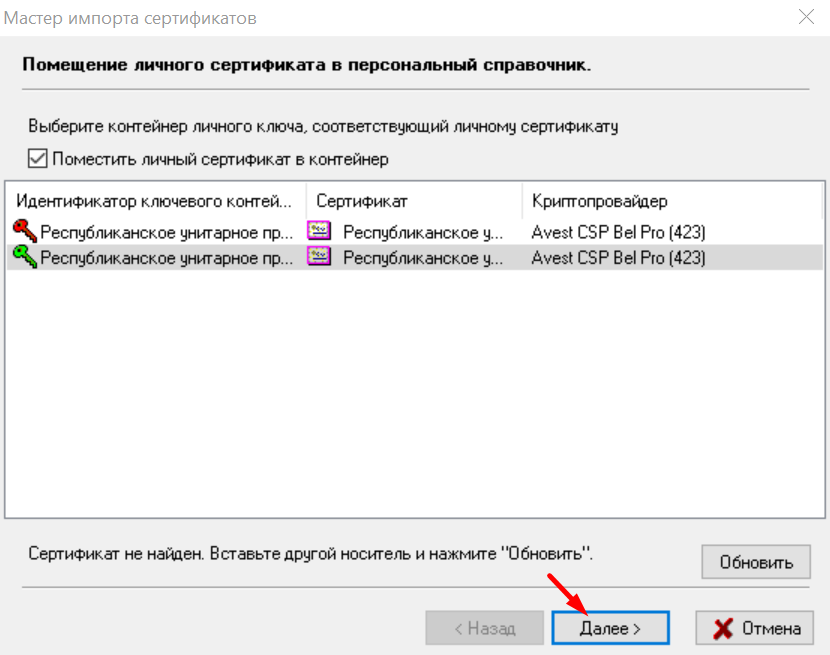 Мастер импорта сертификатов
Помещение личного сертификата в персональный справочник.
Выберите контейнер личного ключа, соответствующий личному сертификату
Поместить личный сертификат в контейнер
Идентификатор ключевого контей... Сертификат Криптопровайдер
Республиканское унитарное пр... Республиканское у... Avest CSP Bel Pro (423)
Республиканское унитарное пр... Республиканское у... Avest CSP Bel Pro (423)
Сертификат не найден. Вставьте другой носитель и нажмите "Обновить".
Обновить
< Назад Далее > Отмена